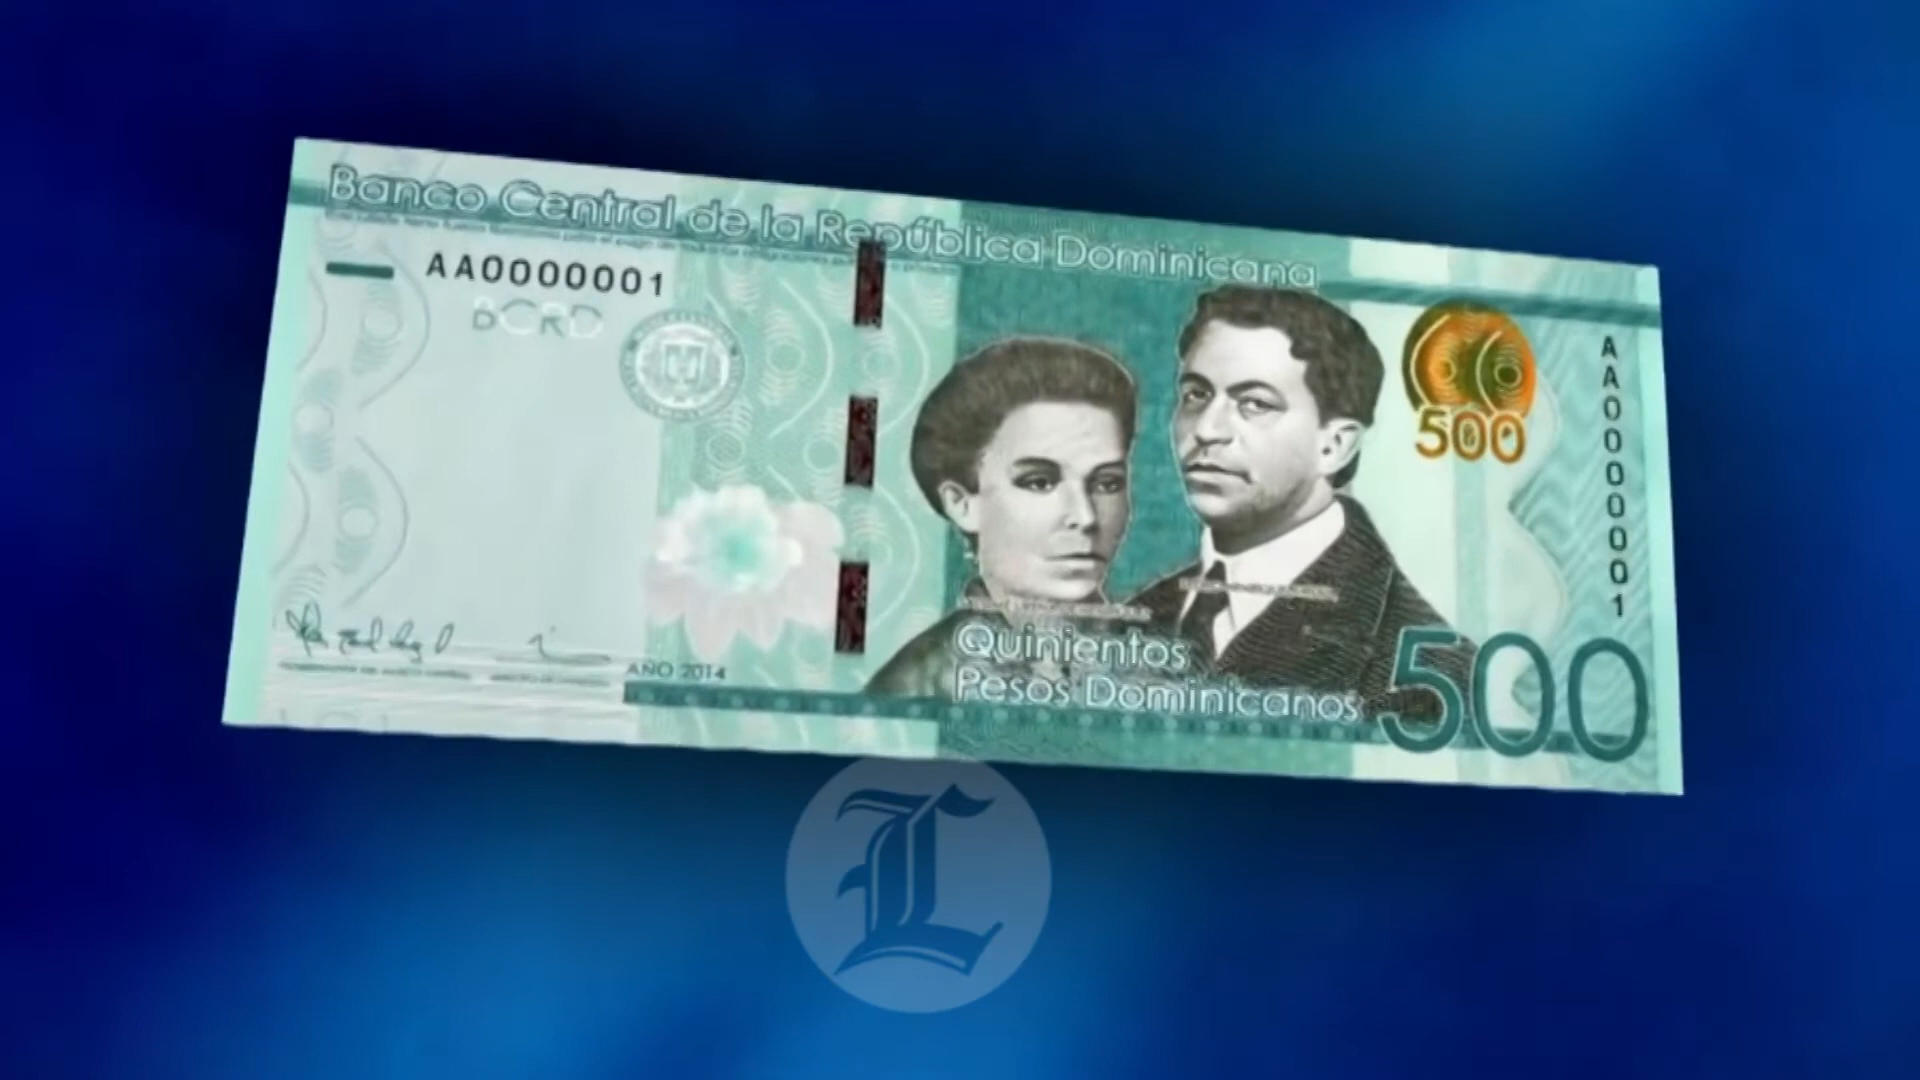 Banco Central de la República Dominicana
AA0000001
BCRD
500
AA0000001
AÑO 2014
Quinientos
Pesos Dominicanos
500
L